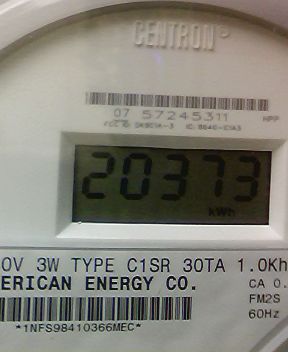 CENTRON
07 57245311 HPP
20373
kWh
0V 3W TYPE C1SR 30TA 1.0Kh
ERICAN ENERGY CO. CA 0.
FM2S
60Hz
*1NFS98410366MEC*